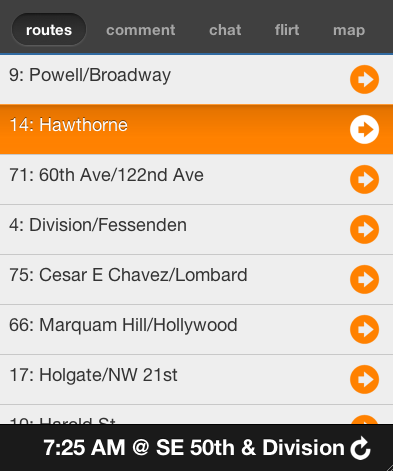 routes comment chat flirt map
9: Powell/Broadway
14: Hawthorne
71: 60th Ave/122nd Ave
4: Division/Fessenden
75: Cesar E Chavez/Lombard
66: Marquam Hill/Hollywood
17: Holgate/NW 21st
Harold St
7:25 AM @ SE 50th & Division